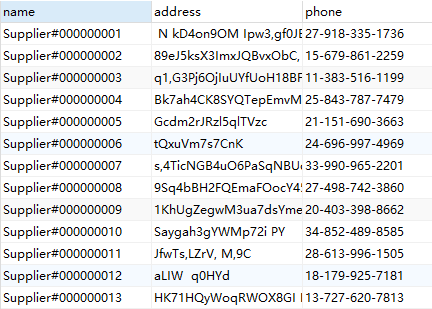 name address phone
Supplier#000000001 N kD4on9OM Ipw3,gf0JE 27-918-335-1736
Supplier#000000002 89eJ5ksX3ImxJQBvxObC, 15-679-861-2259
Supplier#000000003 q1,G3Pj6OjIuUYfUoH18BF 11-383-516-1199
Supplier#000000004 Bk7ah4CK8SYQTepEmvM 25-843-787-7479
Supplier#000000005 Gcdm2rJRzl5qlTVzc 21-151-690-3663
Supplier#000000006 tQxuVm7s7CnK 24-696-997-4969
Supplier#000000007 s,4TicNGB4uO6PaSqNBU 33-990-965-2201
Supplier#000000008 9Sq4bBH2FQEmaFOocY45 27-498-742-3860
Supplier#000000009 1KhUgZegwM3ua7dsYme 20-403-398-8662
Supplier#000000010 Saygah3gYWMp72i PY 34-852-489-8585
Supplier#000000011 JfwTs,LZrV, M,9C 28-613-996-1505
Supplier#000000012 aLIW q0HYd 18-179-925-7181
Supplier#000000013 HK71HQyWoqRWOX8GI 13-727-620-7813